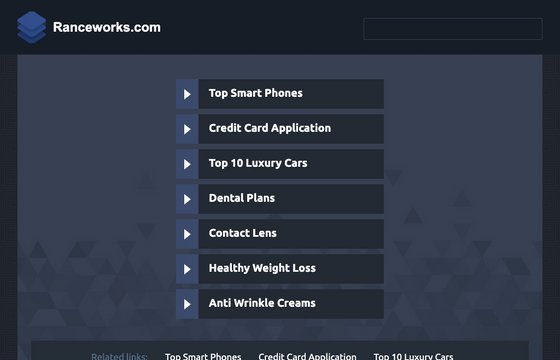 Ranceworks.com
Top Smart Phones
Credit Card Application
Top 10 Luxury Cars
Dental Plans
Contact Lens
Healthy Weight Loss
Anti Wrinkle Creams
Related links: Top Smart Phones Credit Card Application Top 10 Luxury Cars